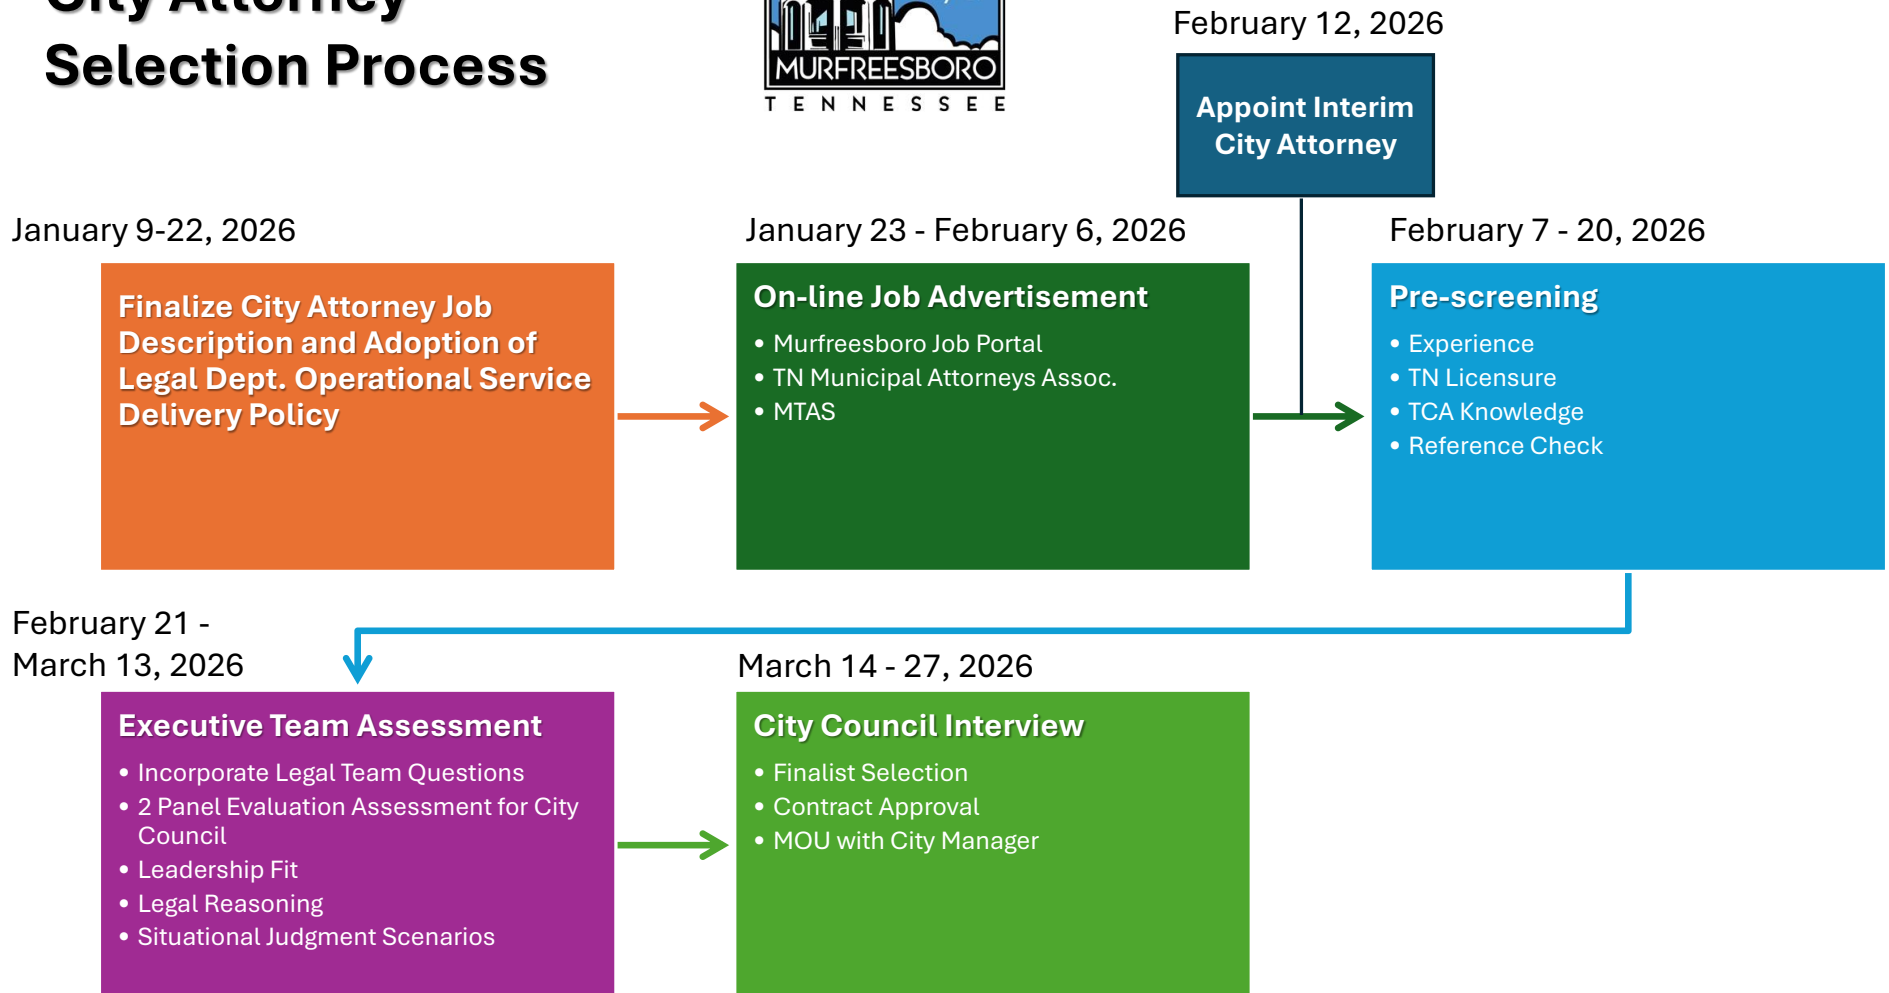 City Attorney
Selection Process
MURFREESBORO
TENNESSEE
February 12, 2026
Appoint Interim
City Attorney
January 9-22, 2026
Finalize City Attorney Job
Description and Adoption of
Legal Dept. Operational Service
Delivery Policy
January 23 - February 6, 2026
On-line Job Advertisement
• Murfreesboro Job Portal
• TN Municipal Attorneys Assoc.
• MTAS
February 7 - 20, 2026
Pre-screening
• Experience
• TN Licensure
• TCA Knowledge
• Reference Check
February 21 -
March 13, 2026
Executive Team Assessment
• Incorporate Legal Team Questions
• 2 Panel Evaluation Assessment for City
Council
• Leadership Fit
• Legal Reasoning
• Situational Judgment Scenarios
March 14 - 27, 2026
City Council Interview
• Finalist Selection
• Contract Approval
• MOU with City Manager